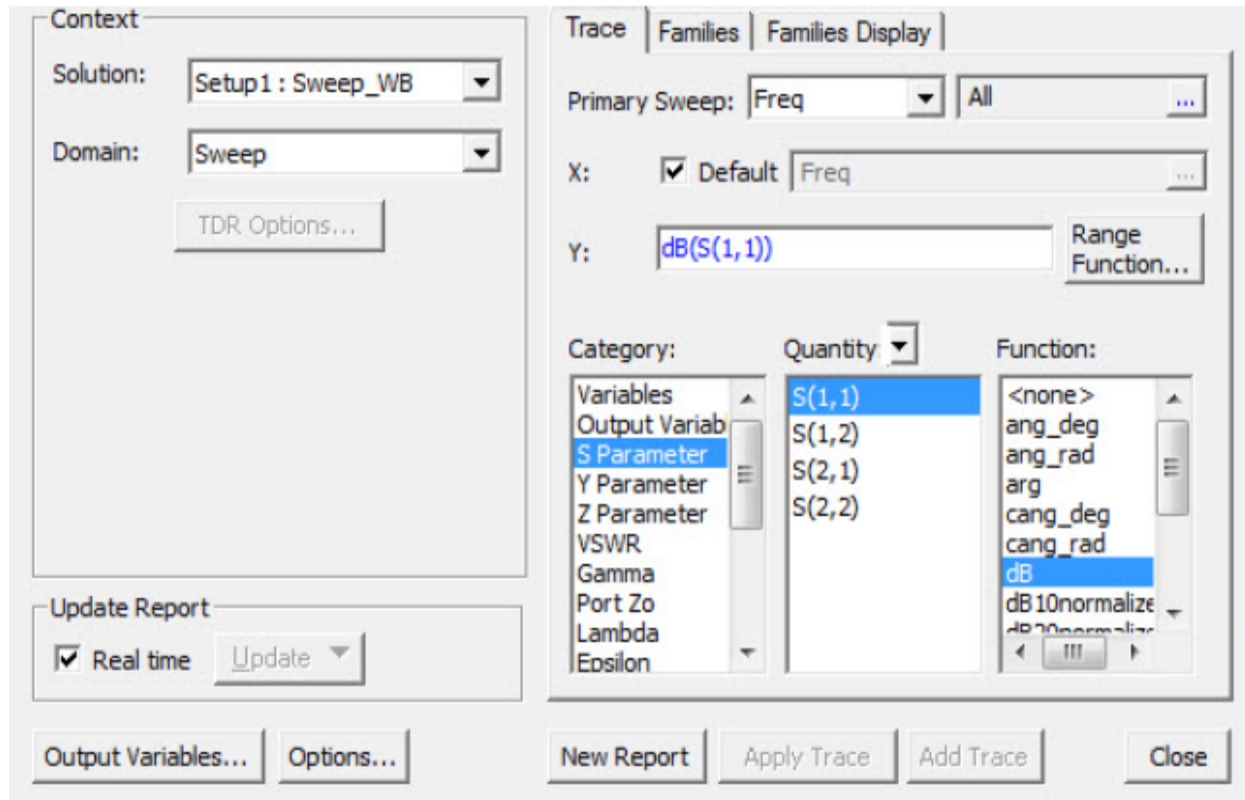 Context
Solution:
Setup1 : Sweep_WB
Domain:
Sweep
TDR Options...
Update Report
Real time
Update
Output Variables...
Options...
Trace
Families
Families Display
Primary Sweep:
Freq
All
...
X:
Default
Freq
...
Y:
dB(S(1,1))
Range
Function...
Category:
Variables
Output Variabl
S Parameter
Y Parameter
Z Parameter
VSWR
Gamma
Port Zo
Lambda
Epsilon
Quantity
S(1,1)
S(1,2)
S(2,1)
S(2,2)
Function:
<none>
ang_deg
ang_rad
arg
cang_deg
cang_rad
dB
dB10normalize
dB20normalize
New Report
Apply Trace
Add Trace
Close